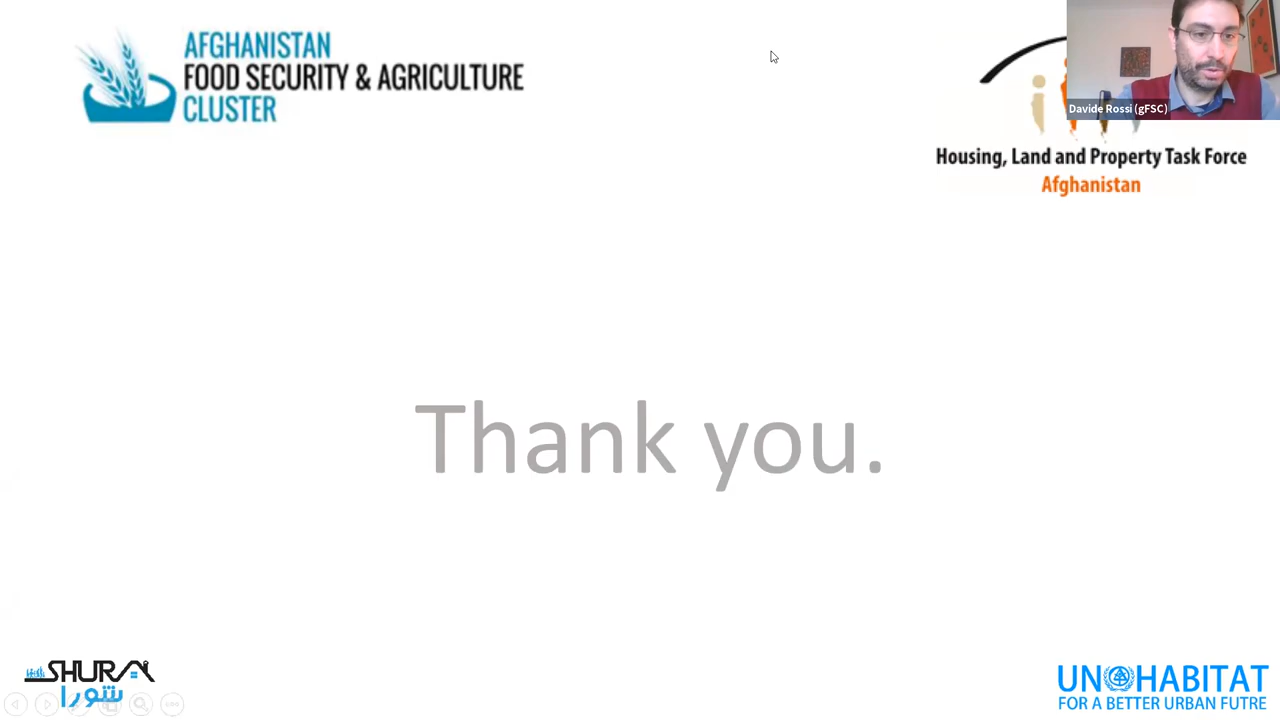 AFGHANISTAN
FOOD SECURITY & AGRICULTURE
CLUSTER
Davide Rossi (gFSC)
Housing, Land and Property Task Force
Afghanistan
Thank you.
SHURA
شورا
UN HABITAT
FOR A BETTER URBAN FUTRE